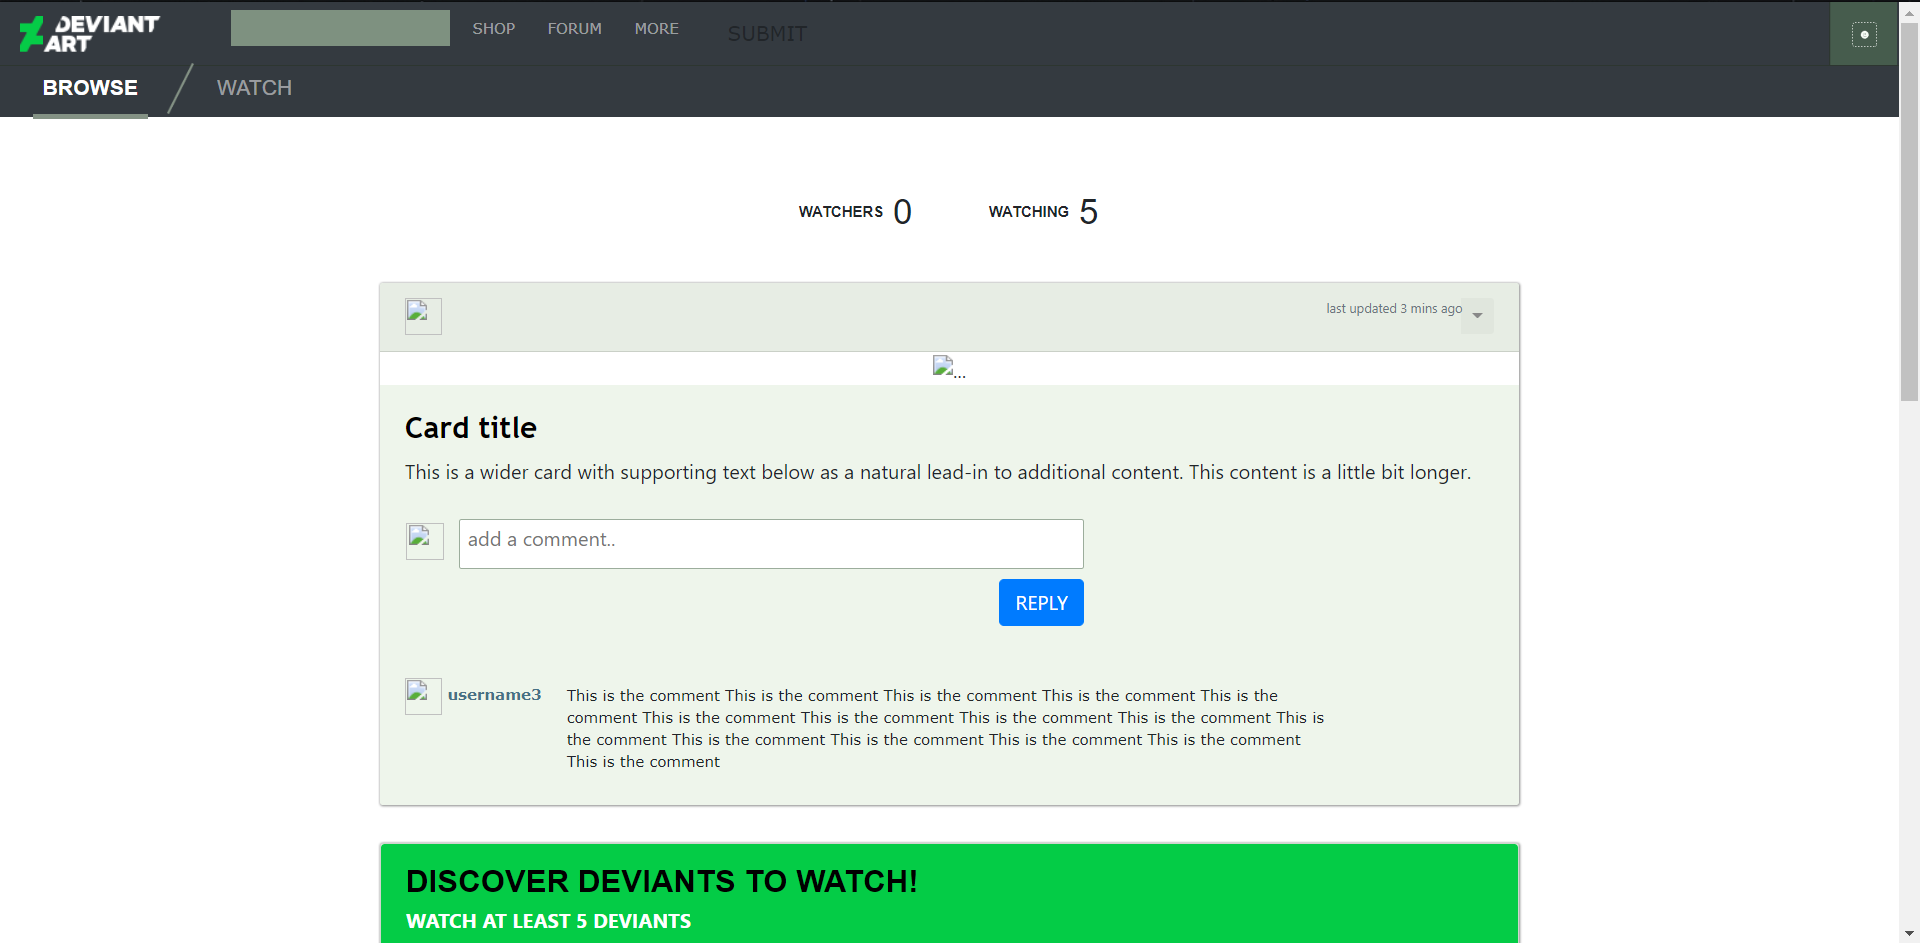 DEVIANT
ART
SHOP FORUM MORE SUBMIT
BROWSE WATCH
WATCHERS 0 WATCHING 5
last updated 3 mins ago
...
Card title
This is a wider card with supporting text below as a natural lead-in to additional content. This content is a little bit longer.
add a comment..
REPLY
username3
This is the comment This is the comment This is the comment This is the comment This is the
comment This is the comment This is the comment This is the comment This is the comment This is
the comment This is the comment This is the comment This is the comment This is the comment
This is the comment
DISCOVER DEVIANTS TO WATCH!
WATCH AT LEAST 5 DEVIANTS